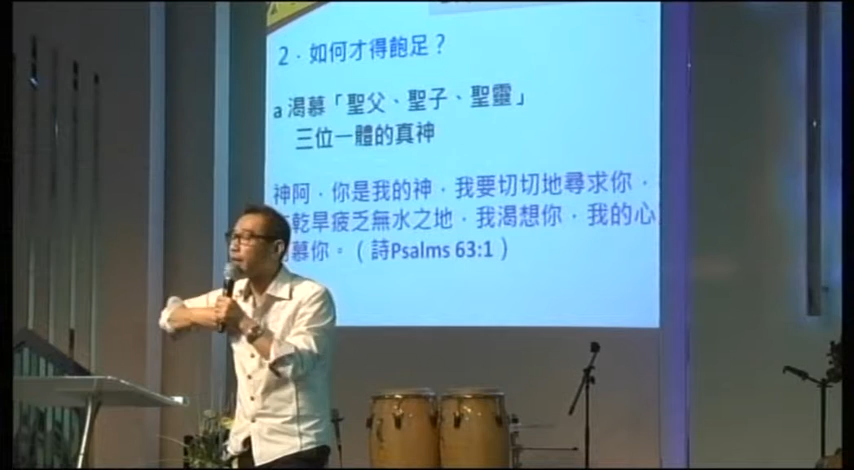 2．如何才得飽足？
a 渴慕「聖父、聖子、聖靈」
三位一體的真神
神阿，你是我的神，我要切切地尋求你，
乾旱疲乏無水之地，我渴想你，我的心
慕你。（詩Psalms 63:1）